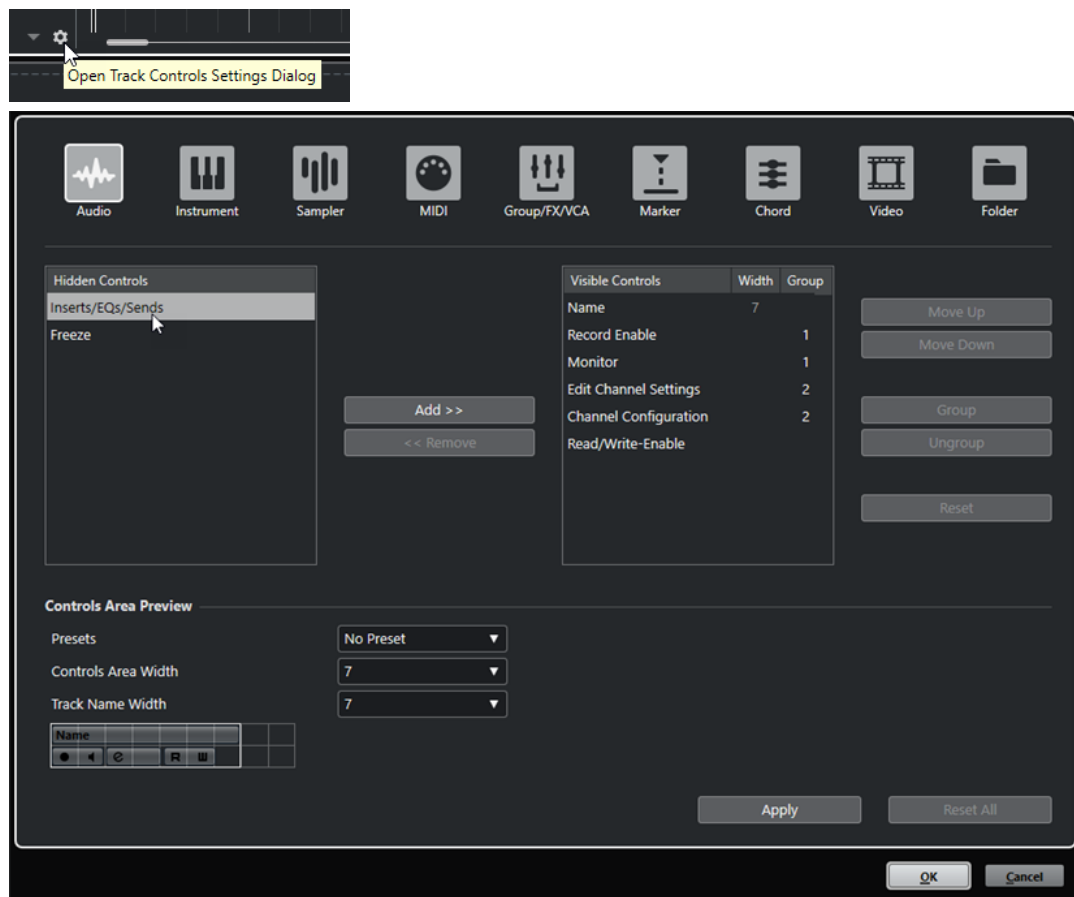 Open Track Controls Settings Dialog
Audio Instrument Sampler MIDI Group/FX/VCA Marker Chord Video Folder
Hidden Controls
Inserts/EQs/Sends
Freeze
Add >>
<< Remove
Visible Controls Width Group
Name 7
Record Enable 1
Monitor 1
Edit Channel Settings 2
Channel Configuration 2
Read/Write-Enable
Move Up
Move Down
Group
Ungroup
Reset
Controls Area Preview
Presets No Preset
Controls Area Width 7
Track Name Width 7
Name
e R W
Apply Reset All
OK Cancel